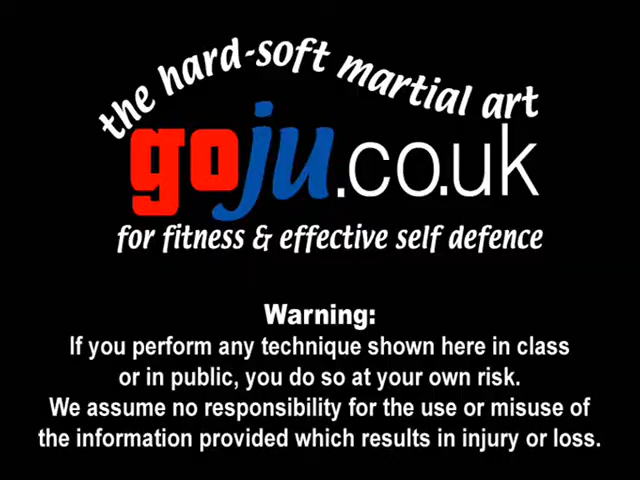 the hard-soft martial art
goju.co.uk
for fitness & effective self defence
Warning:
If you perform any technique shown here in class
or in public, you do so at your own risk.
We assume no responsibility for the use or misuse of
the information provided which results in injury or loss.